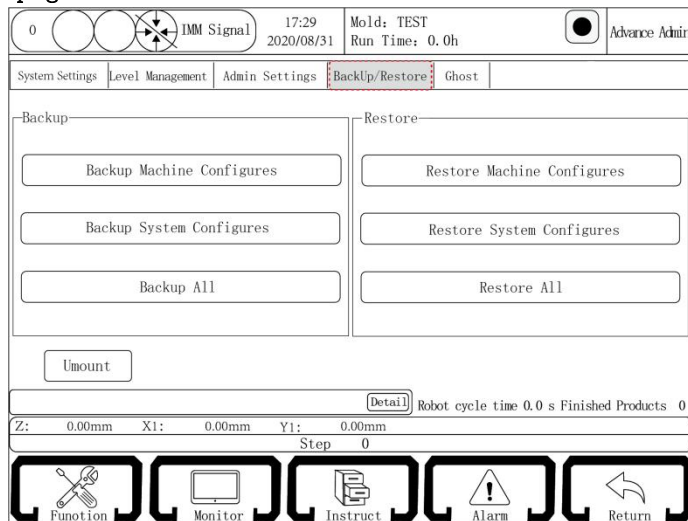 0 IMM Signal 17:29 2020/08/31 Mold: TEST Run Time: 0.0h Advance Admin
System Settings Level Management Admin Settings BackUp/Restore Ghost
Backup Restore
Backup Machine Configures Restore Machine Configures
Backup System Configures Restore System Configures
Backup All Restore All
Umount
Detail Robot cycle time 0.0 s Finished Products 0
Z: 0.00mm X1: 0.00mm Y1: 0.00mm
Step 0
Funotion Monitor Instruct Alarm Return